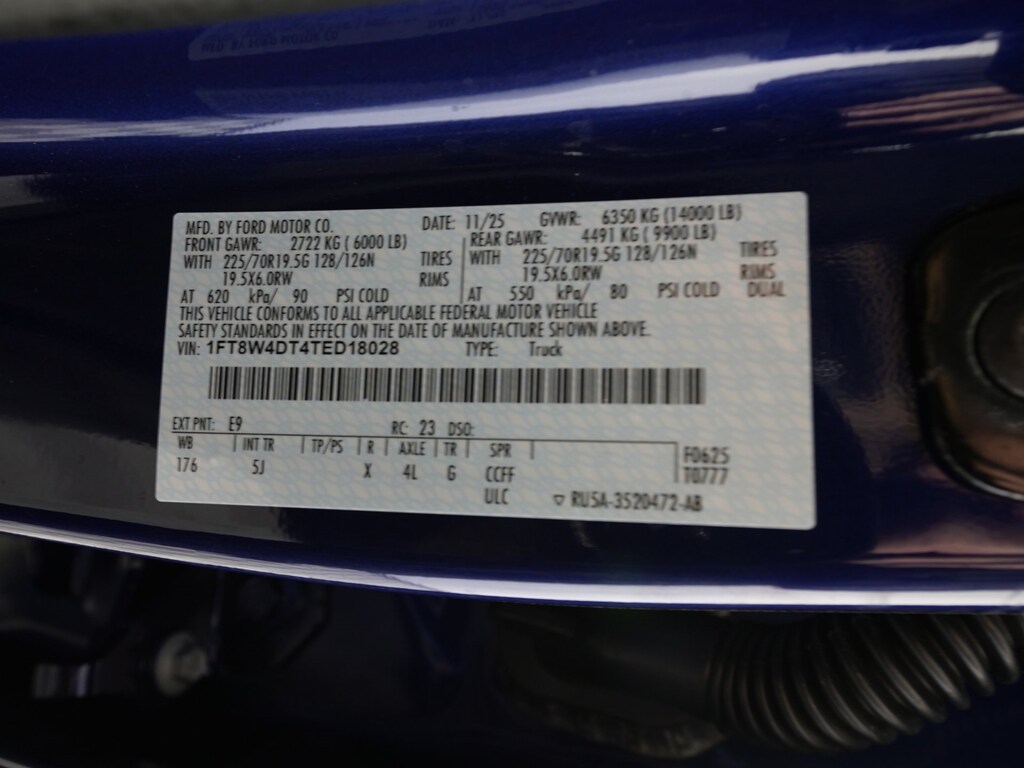 MFD. BY FORD MOTOR CO. DATE: 11/25 GVWR: 6350 KG (14000 LB)
FRONT GAWR: 2722 KG ( 6000 LB) REAR GAWR: 4491 KG ( 9900 LB)
WITH 225/70R19.5G 128/126N TIRES WITH 225/70R19.5G 128/126N TIRES
19.5X6.0RW RIMS 19.5X6.0RW RIMS
AT 620 kPa/ 90 PSI COLD AT 550 kPa/ 80 PSI COLD DUAL
THIS VEHICLE CONFORMS TO ALL APPLICABLE FEDERAL MOTOR VEHICLE
SAFETY STANDARDS IN EFFECT ON THE DATE OF MANUFACTURE SHOWN ABOVE.
VIN: 1FT8W4DT4TED18028 TYPE: Truck
EXT PNT: E9 RC: 23 DSO:
WB INT TR TP/PS R AXLE TR SPR F0625
176 5J X 4L G CCFF T0777
ULC ▽ RU5A-3520472-AB